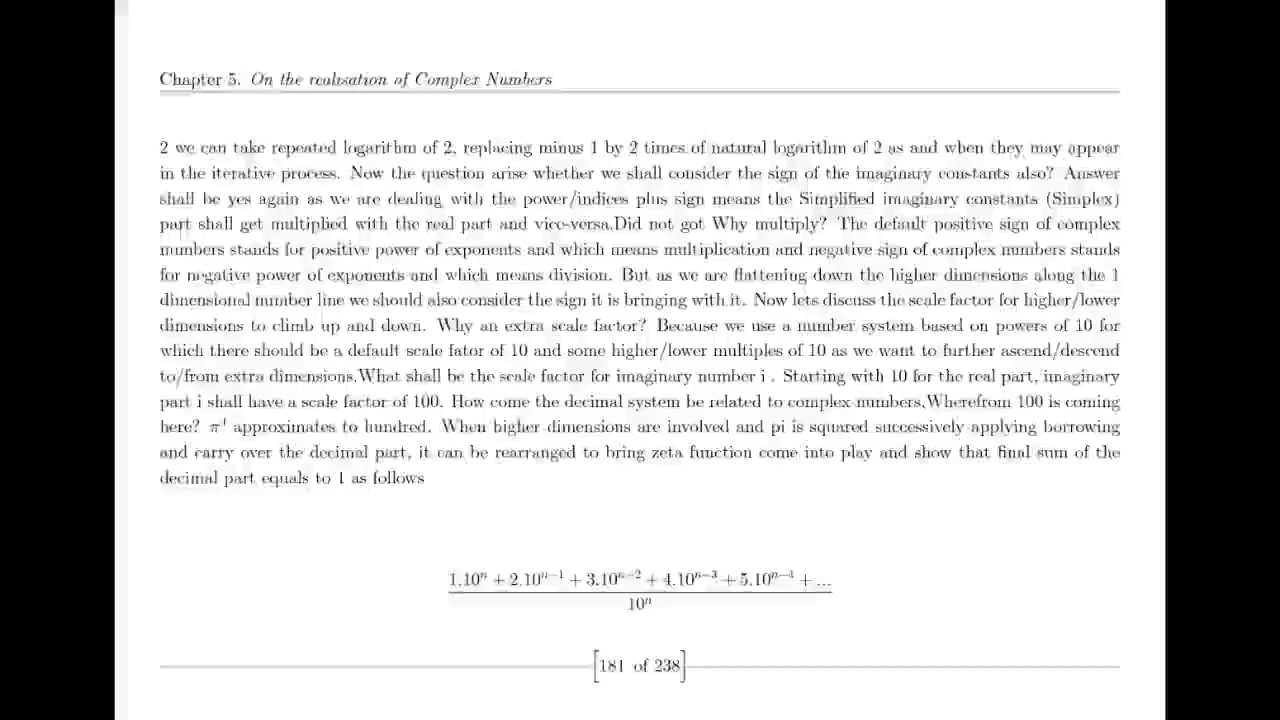 Chapter 5. On the realisation of Complex Numbers
2 we can take repeated logarithm of 2, replacing minus 1 by 2 times of natural logarithm of 2 as and when they may appear
in the iterative process. Now the question arise whether we shall consider the sign of the imaginary constants also? Answer
shall be yes again as we are dealing with the power/indices plus sign means the Simplified imaginary constants (Simplex)
part shall get multiplied with the real part and vice-versa.Did not got Why multiply? The default positive sign of complex
numbers stands for positive power of exponents and which means multiplication and negative sign of complex numbers stands
for negative power of exponents and which means division. But as we are flattening down the higher dimensions along the 1
dimensional number line we should also consider the sign it is bringing with it. Now lets discuss the scale factor for higher/lower
dimensions to climb up and down. Why an extra scale factor? Because we use a number system based on powers of 10 for
which there should be a default scale fator of 10 and some higher/lower multiples of 10 as we want to further ascend/descend
to/from extra dimensions.What shall be the scale factor for imaginary number i . Starting with 10 for the real part, imaginary
part i shall have a scale factor of 100. How come the decimal system be related to complex numbers,Wherefrom 100 is coming
here? π⁴ approximates to hundred. When higher dimensions are involved and pi is squared successively applying borrowing
and carry over the decimal part, it can be rearranged to bring zeta function come into play and show that final sum of the
decimal part equals to 1 as follows
1.10ⁿ + 2.10ⁿ⁻¹ + 3.10ⁿ⁻² + 4.10ⁿ⁻³ + 5.10ⁿ⁻⁴ + ...
10ⁿ
[181 of 238]